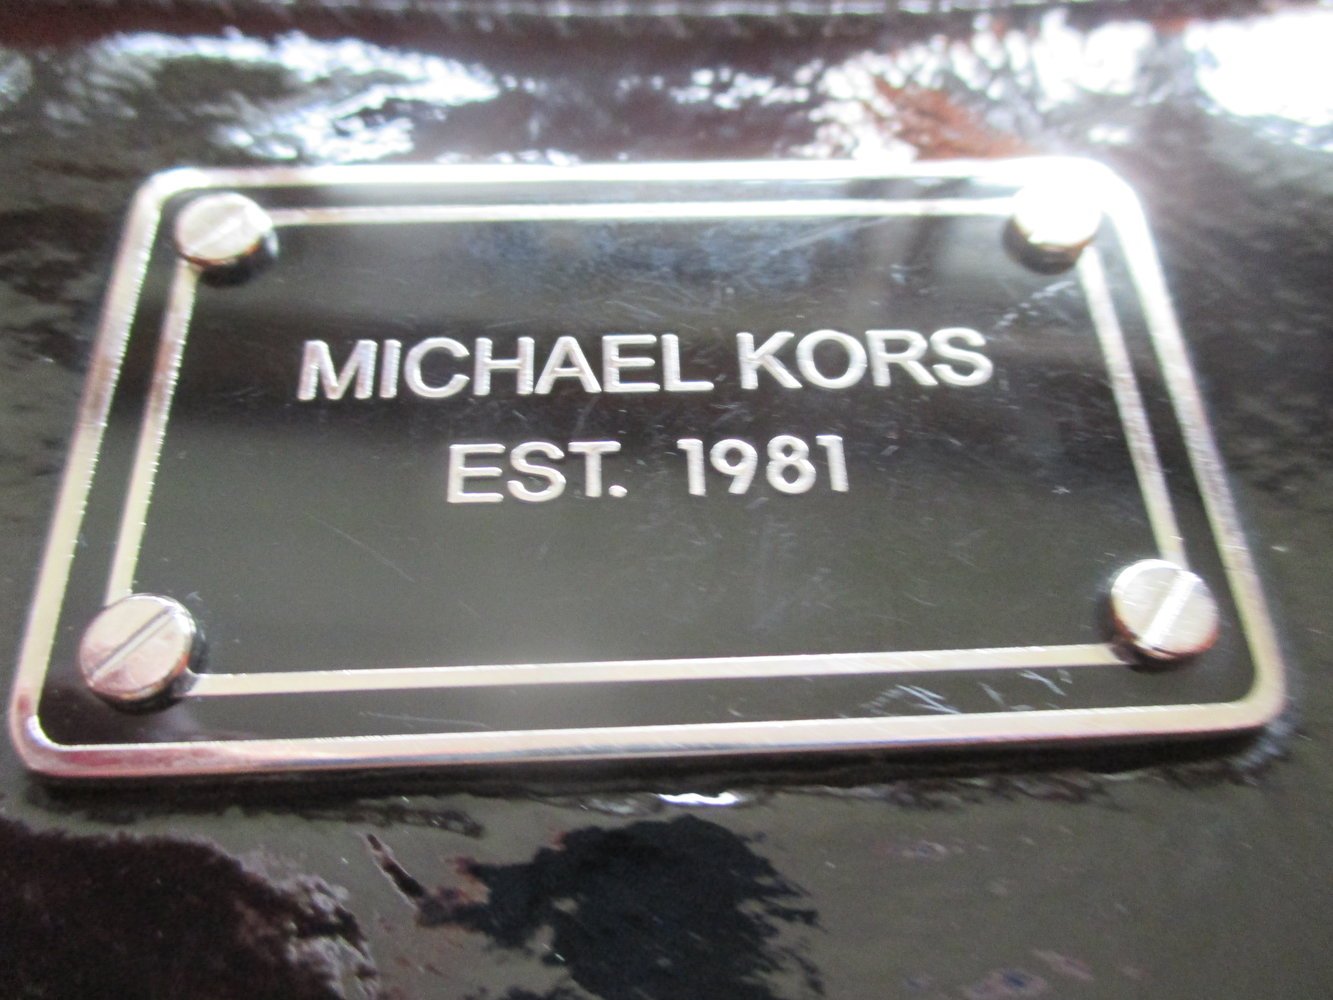 MICHAEL KORS
EST. 1981